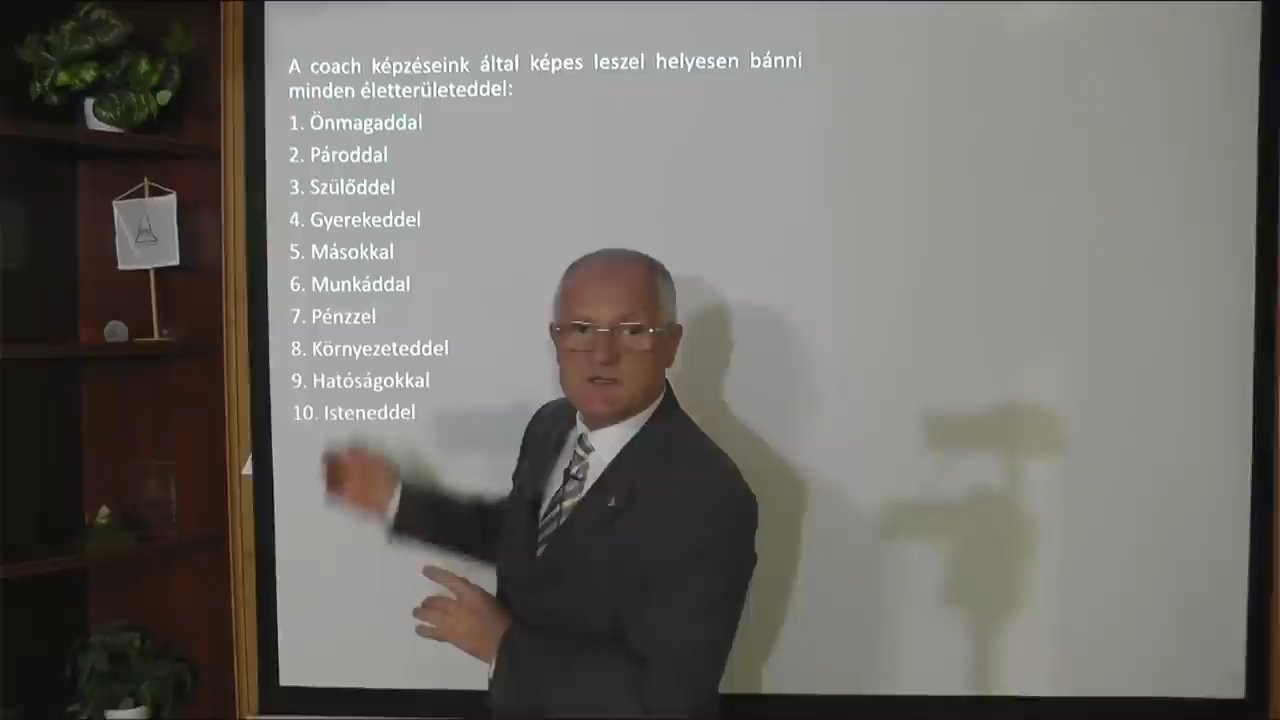 A coach képzéseink által képes leszel helyesen bánni
minden életterületeddel:
1. Önmagaddal
2. Pároddal
3. Szülőddel
4. Gyerekeddel
5. Másokkal
6. Munkáddal
7. Pénzzel
8. Környezeteddel
9. Hatóságokkal
10. Isteneddel